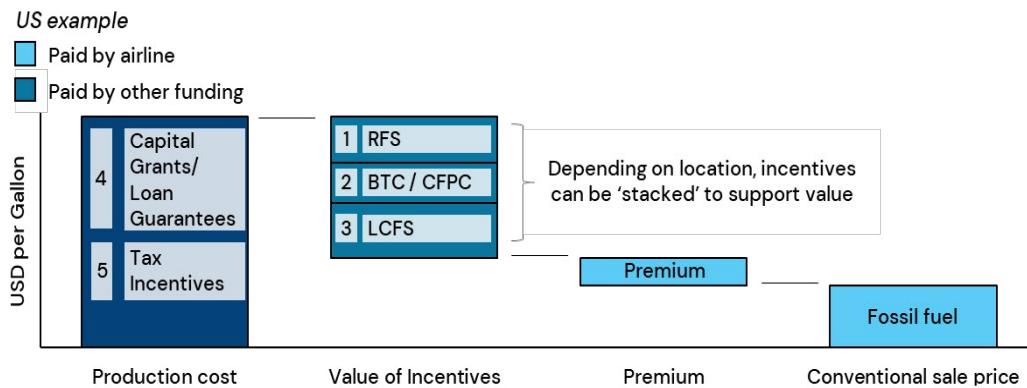 US example
Paid by airline
Paid by other funding
USD per Gallon
4
Capital
Grants/
Loan
Guarantees
5
Tax
Incentives
1 RFS
2 BTC / CFPC
3 LCFS
Depending on location, incentives
can be ‘stacked’ to support value
Premium
Fossil fuel
Production cost
Value of Incentives
Premium
Conventional sale price